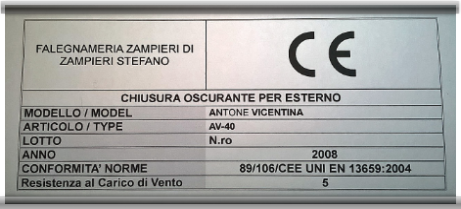 FALEGNAMERIA ZAMPIERI DI
ZAMPIERI STEFANO
CE
CHIUSURA OSCURANTE PER ESTERNO
MODELLO / MODEL ANTONE VICENTINA
ARTICOLO / TYPE AV-40
LOTTO N.ro
ANNO 2008
CONFORMITA' NORME 89/106/CEE UNI EN 13659:2004
Resistenza al Carico di Vento 5